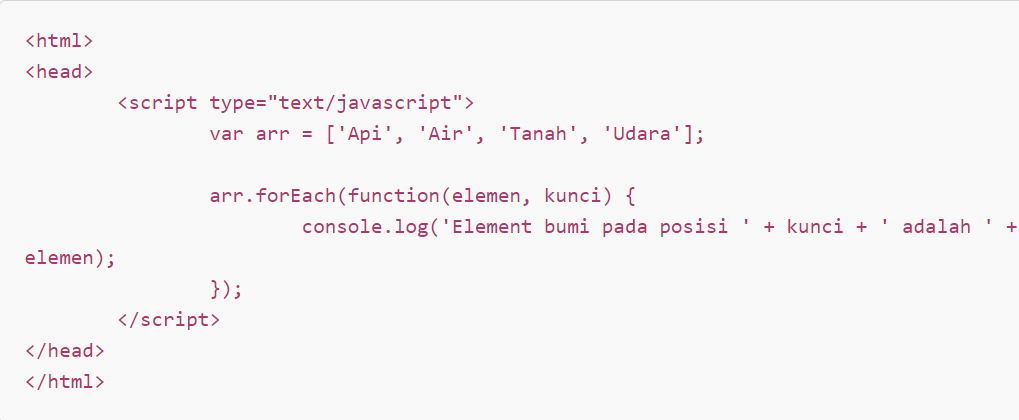 <html>
<head>
<script type="text/javascript">
var arr = ['Api', 'Air', 'Tanah', 'Udara'];
arr.forEach(function(elemen, kunci) {
console.log('Element bumi pada posisi ' + kunci + ' adalah ' +
elemen);
});
</script>
</head>
</html>